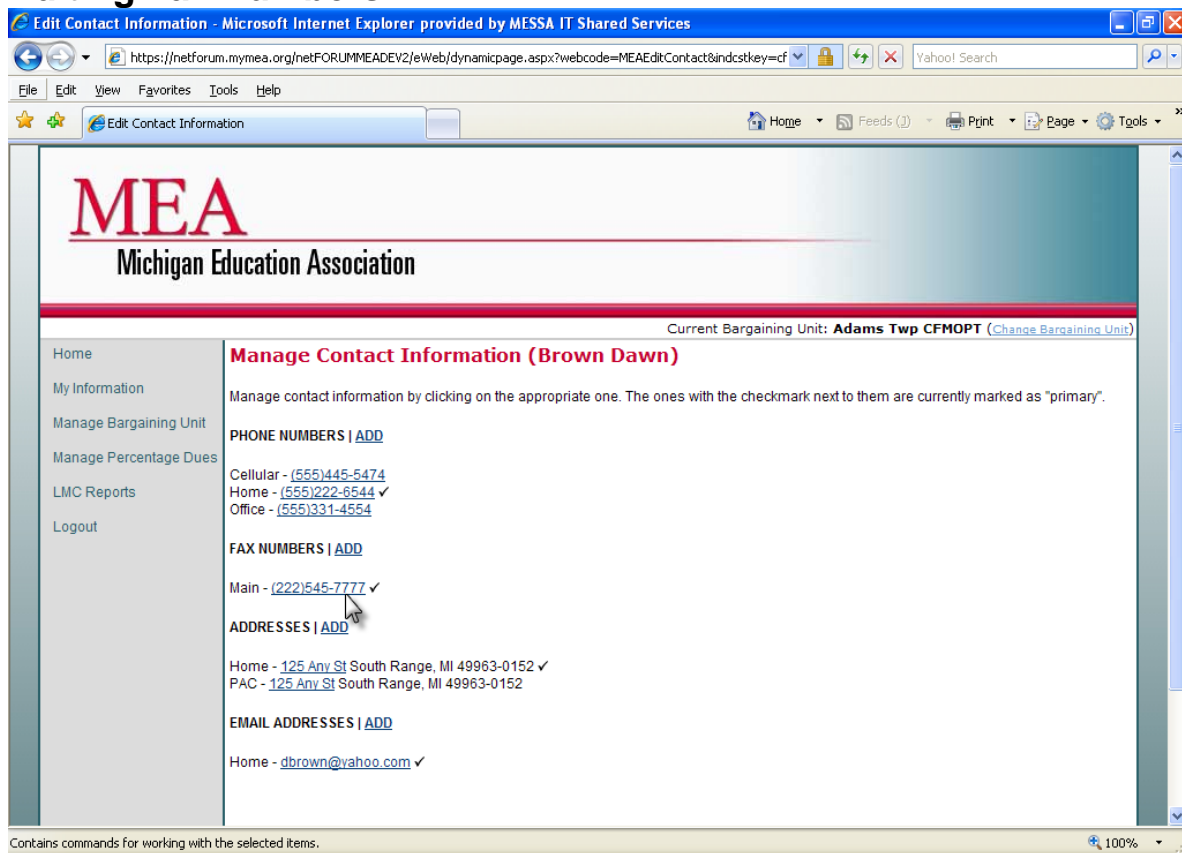 Edit Contact Information - Microsoft Internet Explorer provided by MESSA IT Shared Services
https://netforum.mymea.org/netFORUMMEADEV2/eWeb/dynamicpage.aspx?webcode=MEAEditContact&indcstkey=cf
Yahoo! Search
File Edit View Favorites Tools Help
Edit Contact Information
Home Feeds (J) Print Page Tools
MEA
Michigan Education Association
Current Bargaining Unit: Adams Twp CFMOPT (Change Bargaining Unit)
Home
My Information
Manage Bargaining Unit
Manage Percentage Dues
LMC Reports
Logout
Manage Contact Information (Brown Dawn)
Manage contact information by clicking on the appropriate one. The ones with the checkmark next to them are currently marked as "primary".
PHONE NUMBERS | ADD
Cellular - (555)445-5474
Home - (555)222-6544 ✓
Office - (555)331-4554
FAX NUMBERS | ADD
Main - (222)545-7777 ✓
ADDRESSES | ADD
Home - 125 Any St South Range, MI 49963-0152 ✓
PAC - 125 Any St South Range, MI 49963-0152
EMAIL ADDRESSES | ADD
Home - dbrown@yahoo.com ✓
Contains commands for working with the selected items.
100%